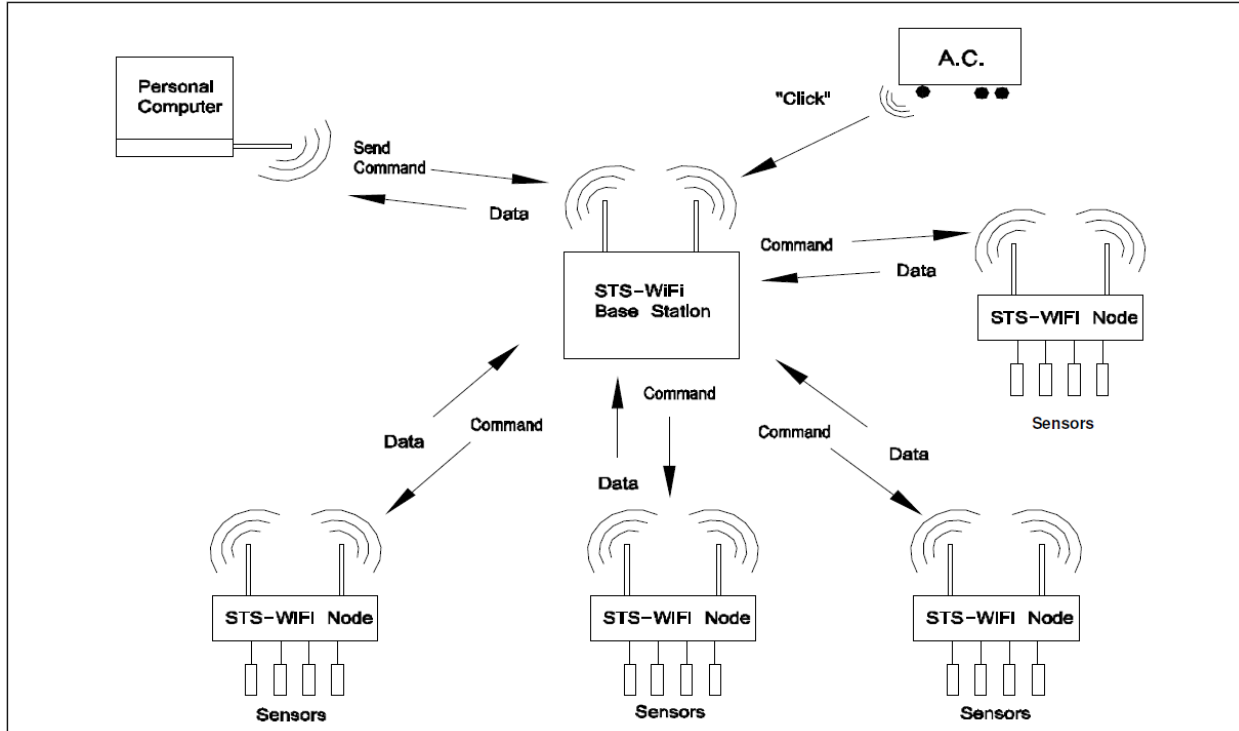 Personal
Computer
A.C.
"Click"
Send
Command
Data
STS-WiFi
Base Station
Command
Data
STS-WIFI Node
Sensors
Data
Command
Data
Command
Command
Data
STS-WIFI Node
Sensors
STS-WIFI Node
Sensors
STS-WIFI Node
Sensors